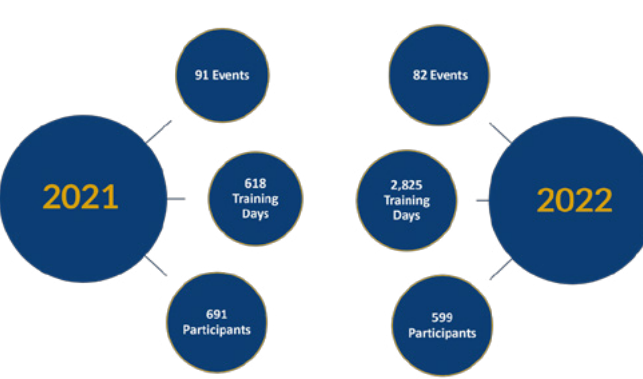 2021
91 Events
618
Training
Days
691
Participants
82 Events
2,825
Training
Days
599
Participants
2022